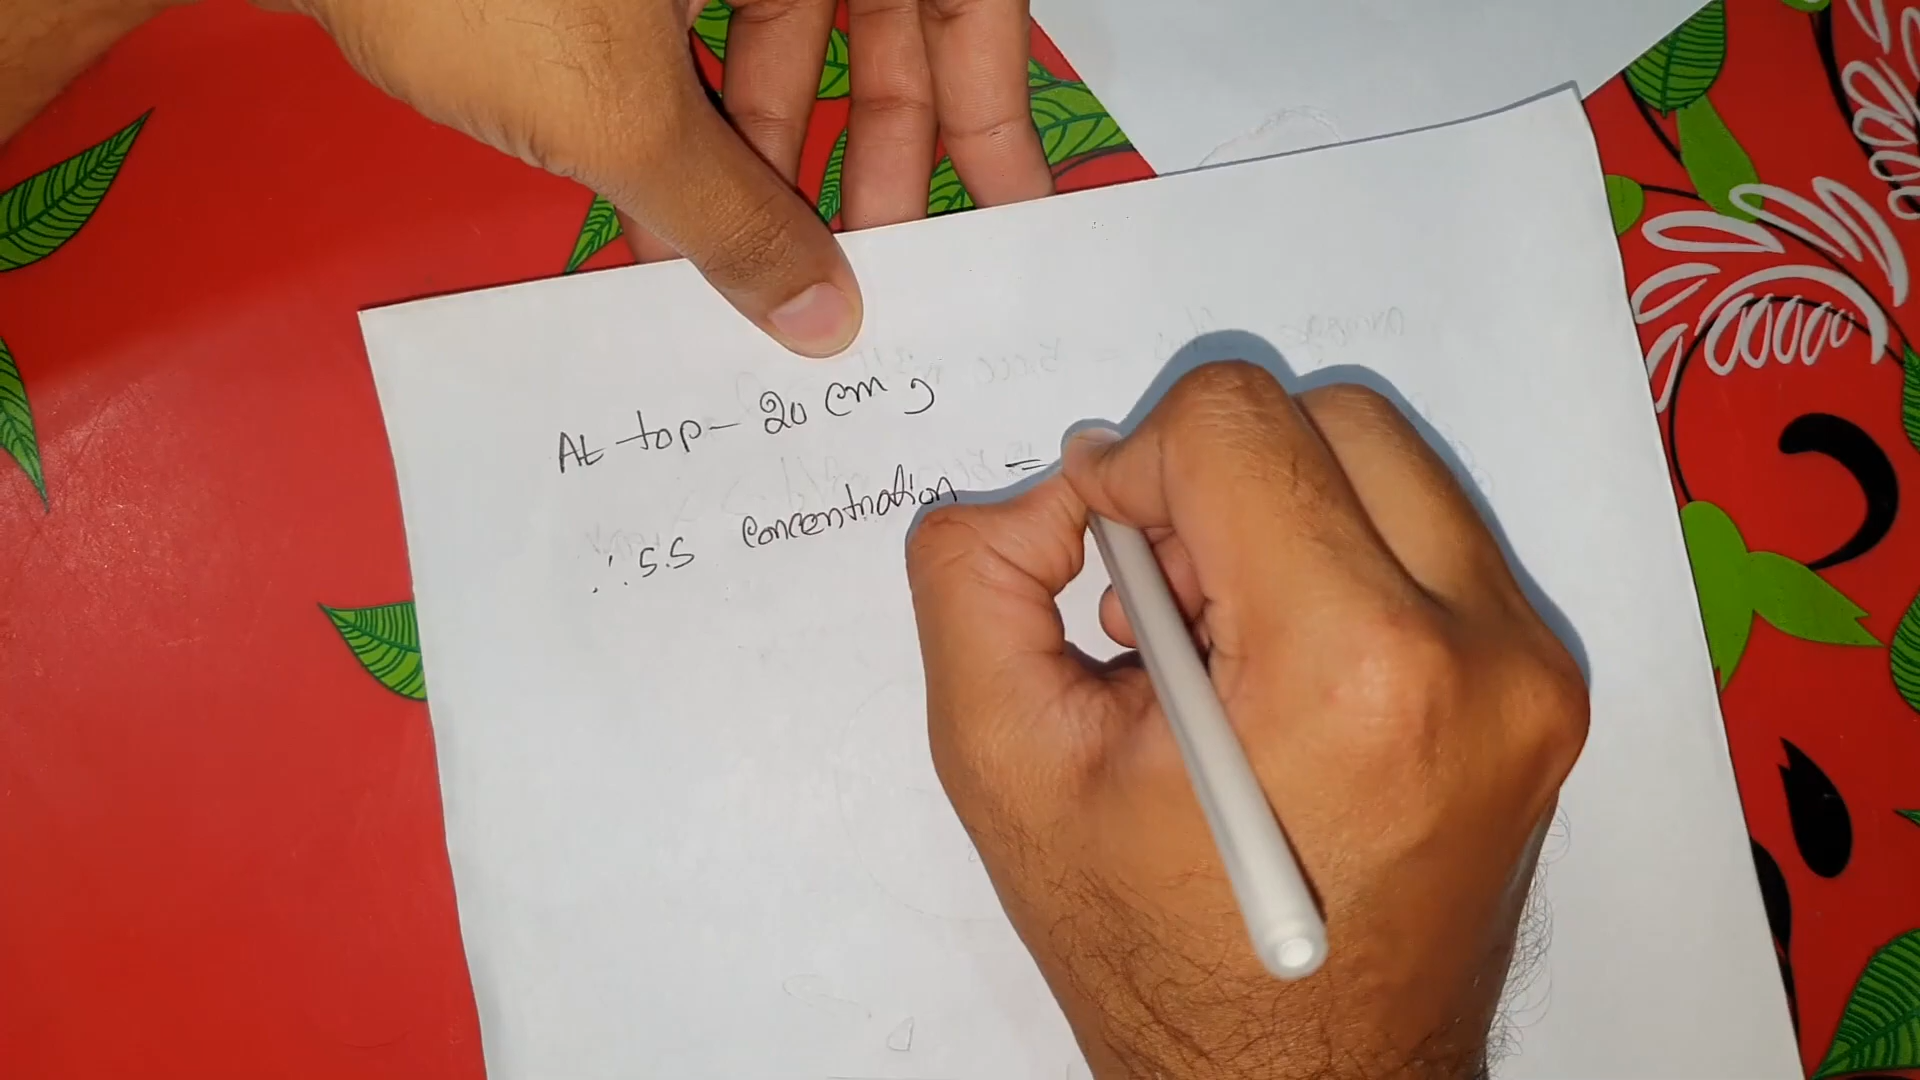 At top - 20 cm,
∴ S.S concentration =